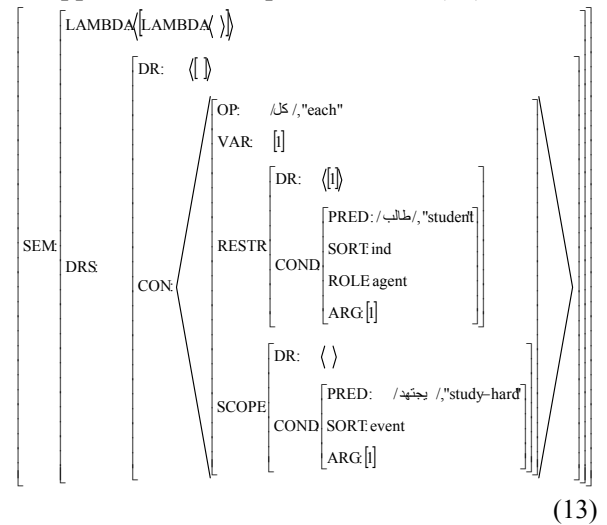 LAMBDA:⟨[LAMBDA:⟨ ⟩]⟩
DR: ⟨[ ]⟩
OP: /كل /,"each"
VAR: [1]
DR: ⟨[1]⟩
PRED: /طالب/,"student"
SEM: DRS: CON: RESTR COND SORT: ind
ROLE: agent
ARG: [1]
DR: ⟨ ⟩
PRED: /يجتهد /,"study-hard"
SCOPE COND SORT: event
ARG: [1]
(13)